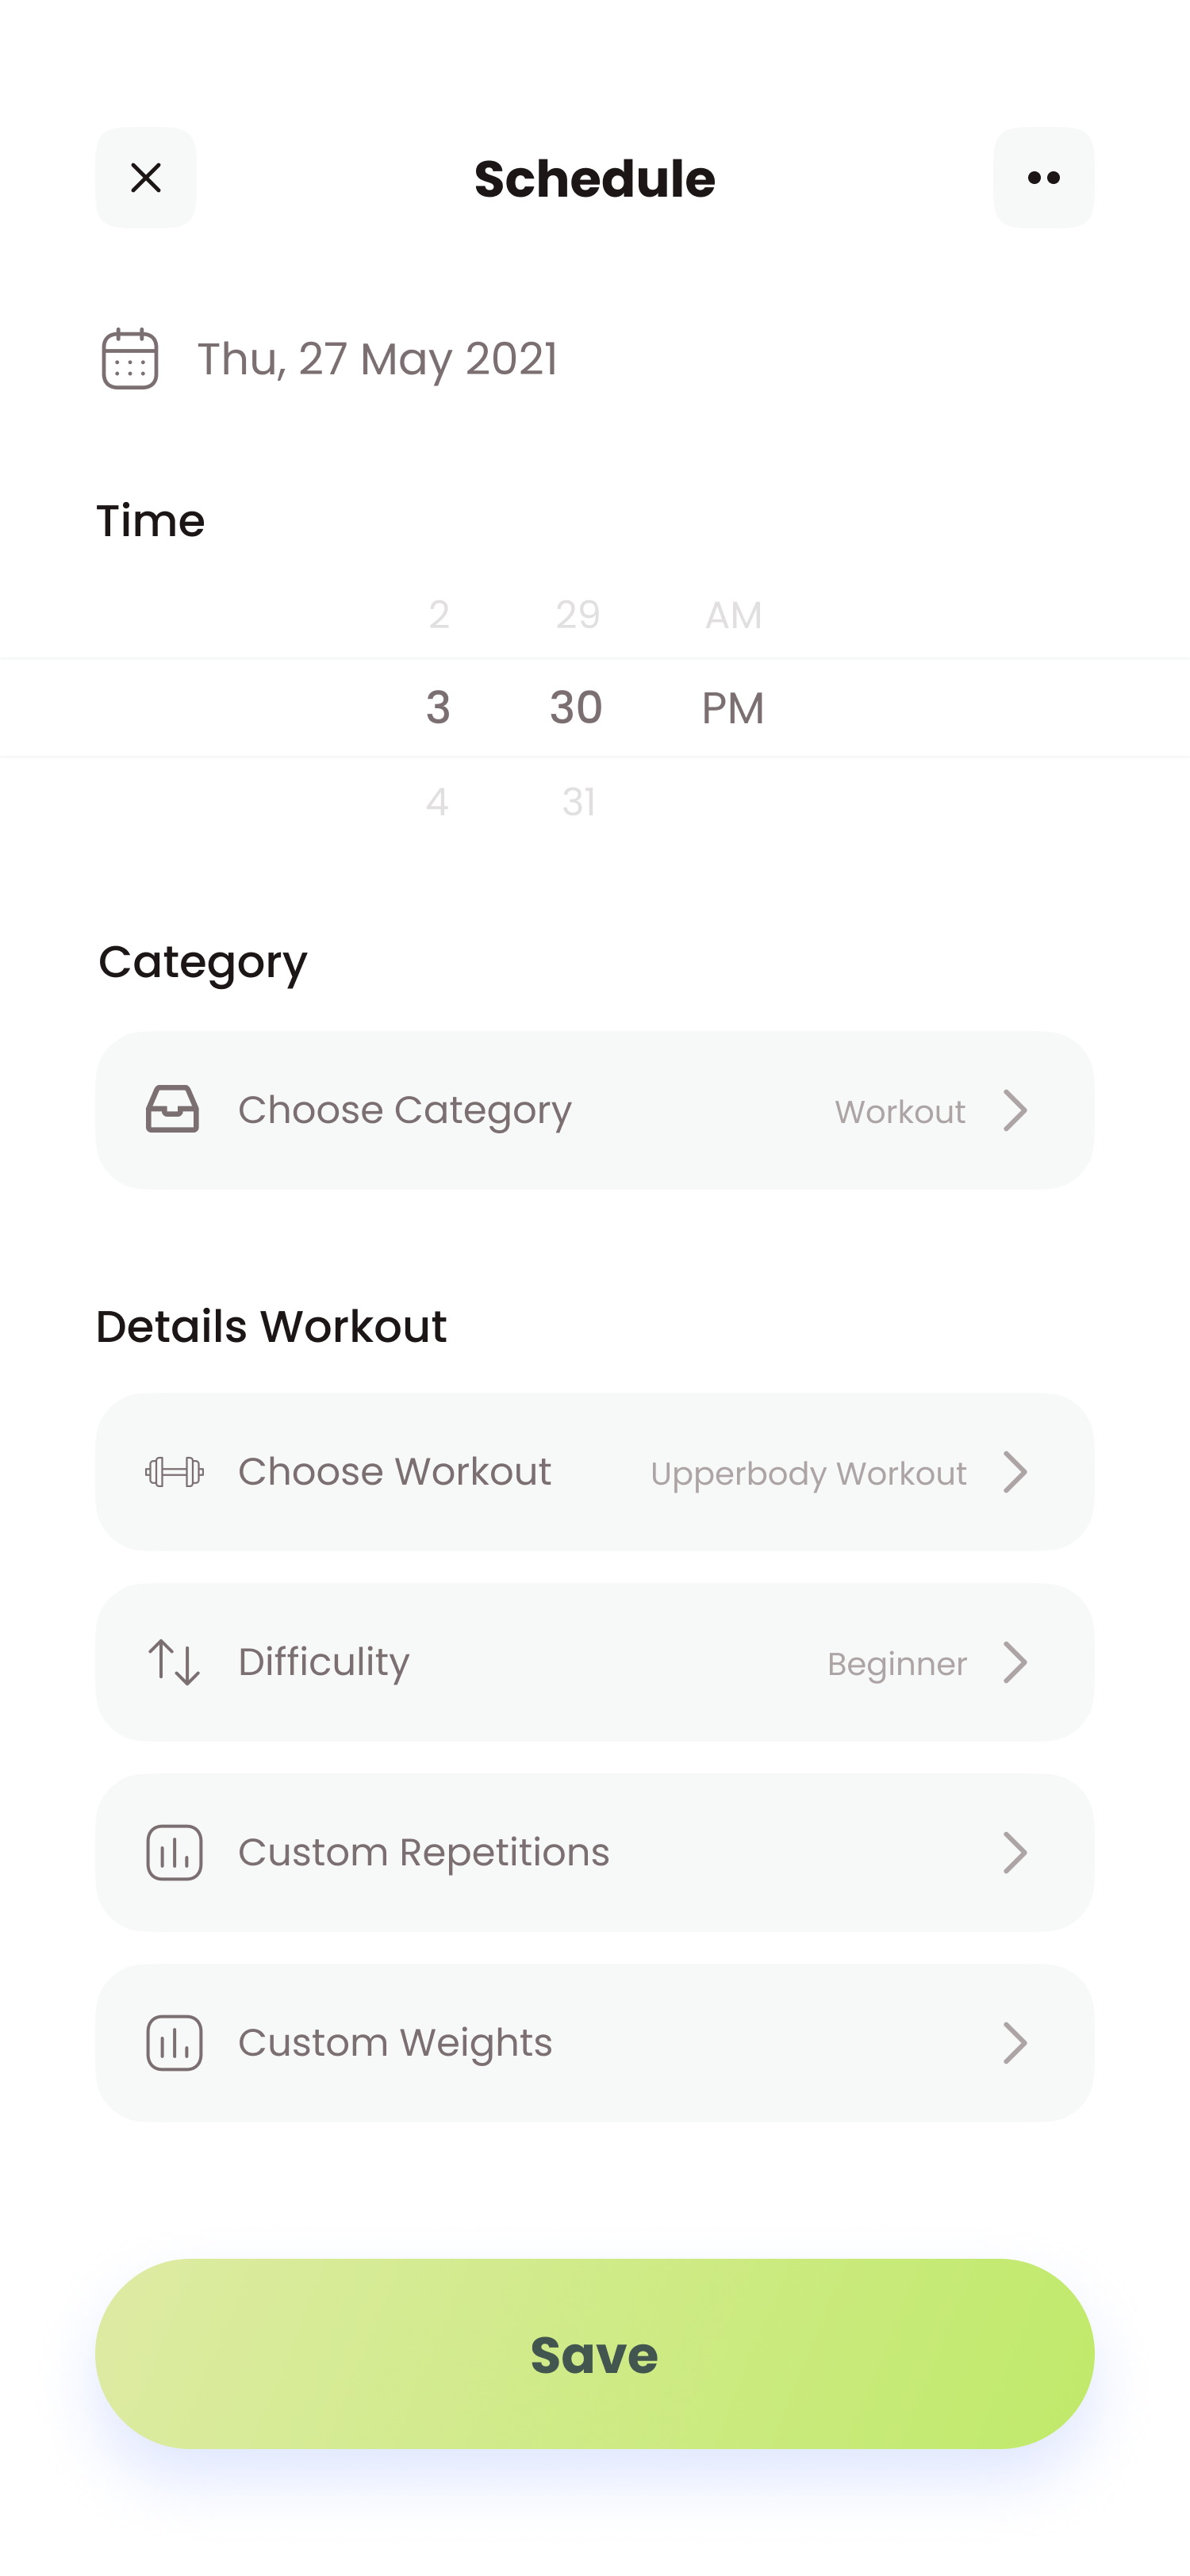 Schedule
Thu, 27 May 2021
Time
2 29 AM
3 30 PM
4 31
Category
Choose Category Workout
Details Workout
Choose Workout Upperbody Workout
Difficulity Beginner
Custom Repetitions
Custom Weights
Save